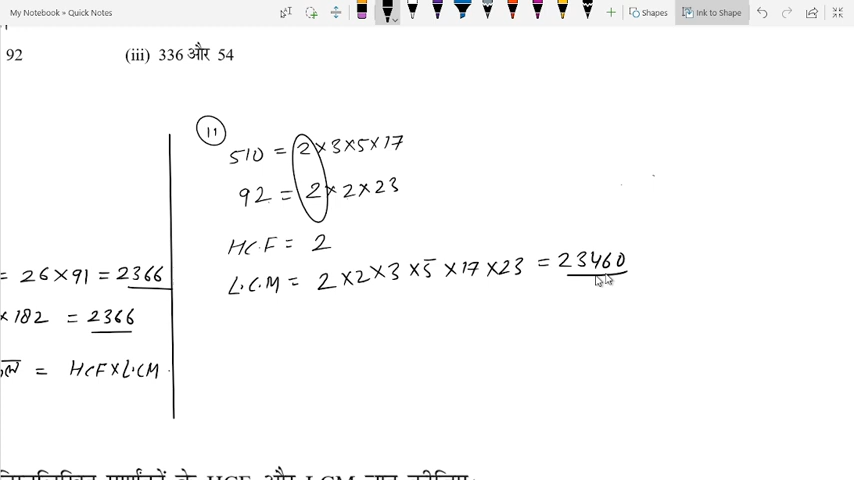 My Notebook » Quick Notes
Shapes
Ink to Shape
92 (iii) 336 और 54
11
510 = 2×3×5×17
92 = 2×2×23
H.C.F = 2
L.C.M = 2×2×3×5×17×23 = 23460
= 26×91 = 2366
×182 = 2366
= HCF×L.C.M